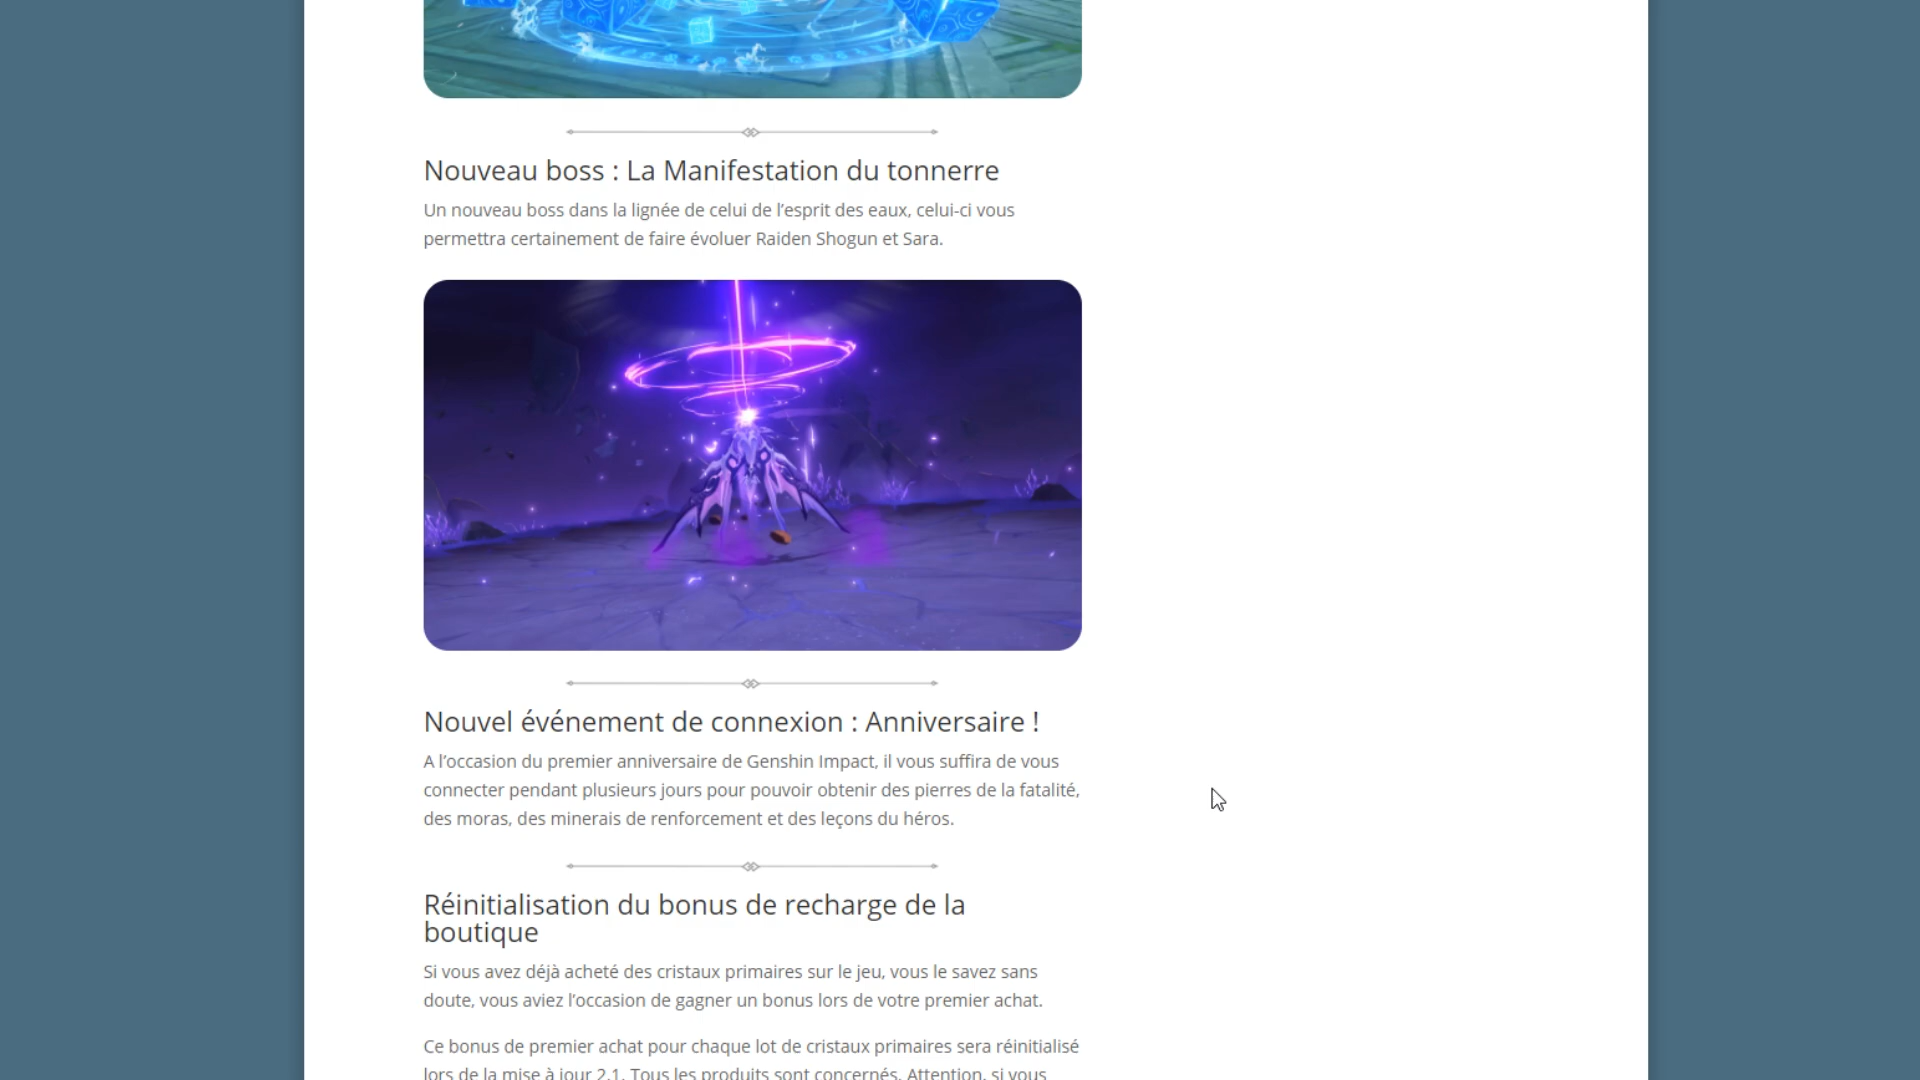 Nouveau boss : La Manifestation du tonnerre
Un nouveau boss dans la lignée de celui de l’esprit des eaux, celui-ci vous
permettra certainement de faire évoluer Raiden Shogun et Sara.
Nouvel événement de connexion : Anniversaire !
A l’occasion du premier anniversaire de Genshin Impact, il vous suffira de vous
connecter pendant plusieurs jours pour pouvoir obtenir des pierres de la fatalité,
des moras, des minerais de renforcement et des leçons du héros.
Réinitialisation du bonus de recharge de la
boutique
Si vous avez déjà acheté des cristaux primaires sur le jeu, vous le savez sans
doute, vous aviez l’occasion de gagner un bonus lors de votre premier achat.
Ce bonus de premier achat pour chaque lot de cristaux primaires sera réinitialisé
lors de la mise à jour 2.1. Tous les produits sont concernés. Attention, si vous